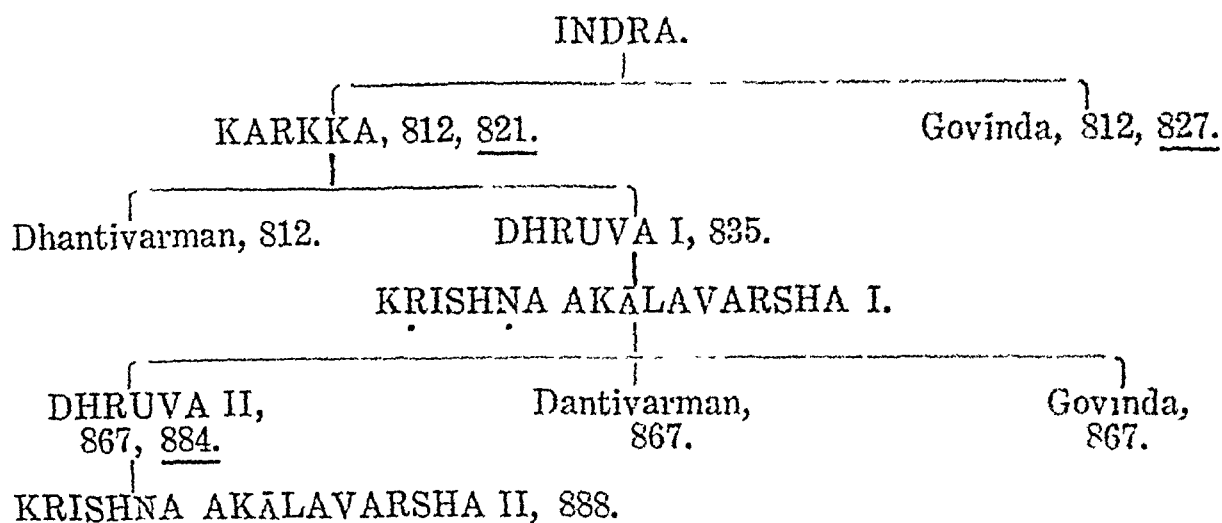 INDRA.
KARKKA, 812, 821. Govinda, 812, 827.
Dhantivarman, 812. DHRUVA I, 835.
KṚISHṆA AKĀLAVARSHA I.
DHRUVA II, Dantivarman, Govinda,
867, 884. 867. 867.
KRISHNA AKĀLAVARSHA II, 888.